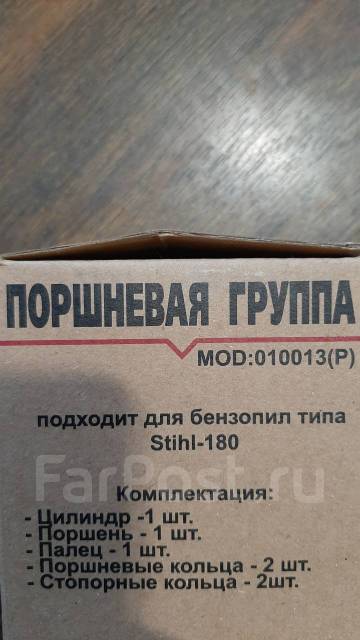 ПОРШНЕВАЯ ГРУППА
MOD:010013(P)
подходит для бензопил типа
Stihl-180
FarPost.ru
Комплектация:
- Цилиндр -1 шт.
- Поршень - 1 шт.
- Палец - 1 шт.
- Поршневые кольца - 2 шт.
- Стопорные кольца - 2шт.